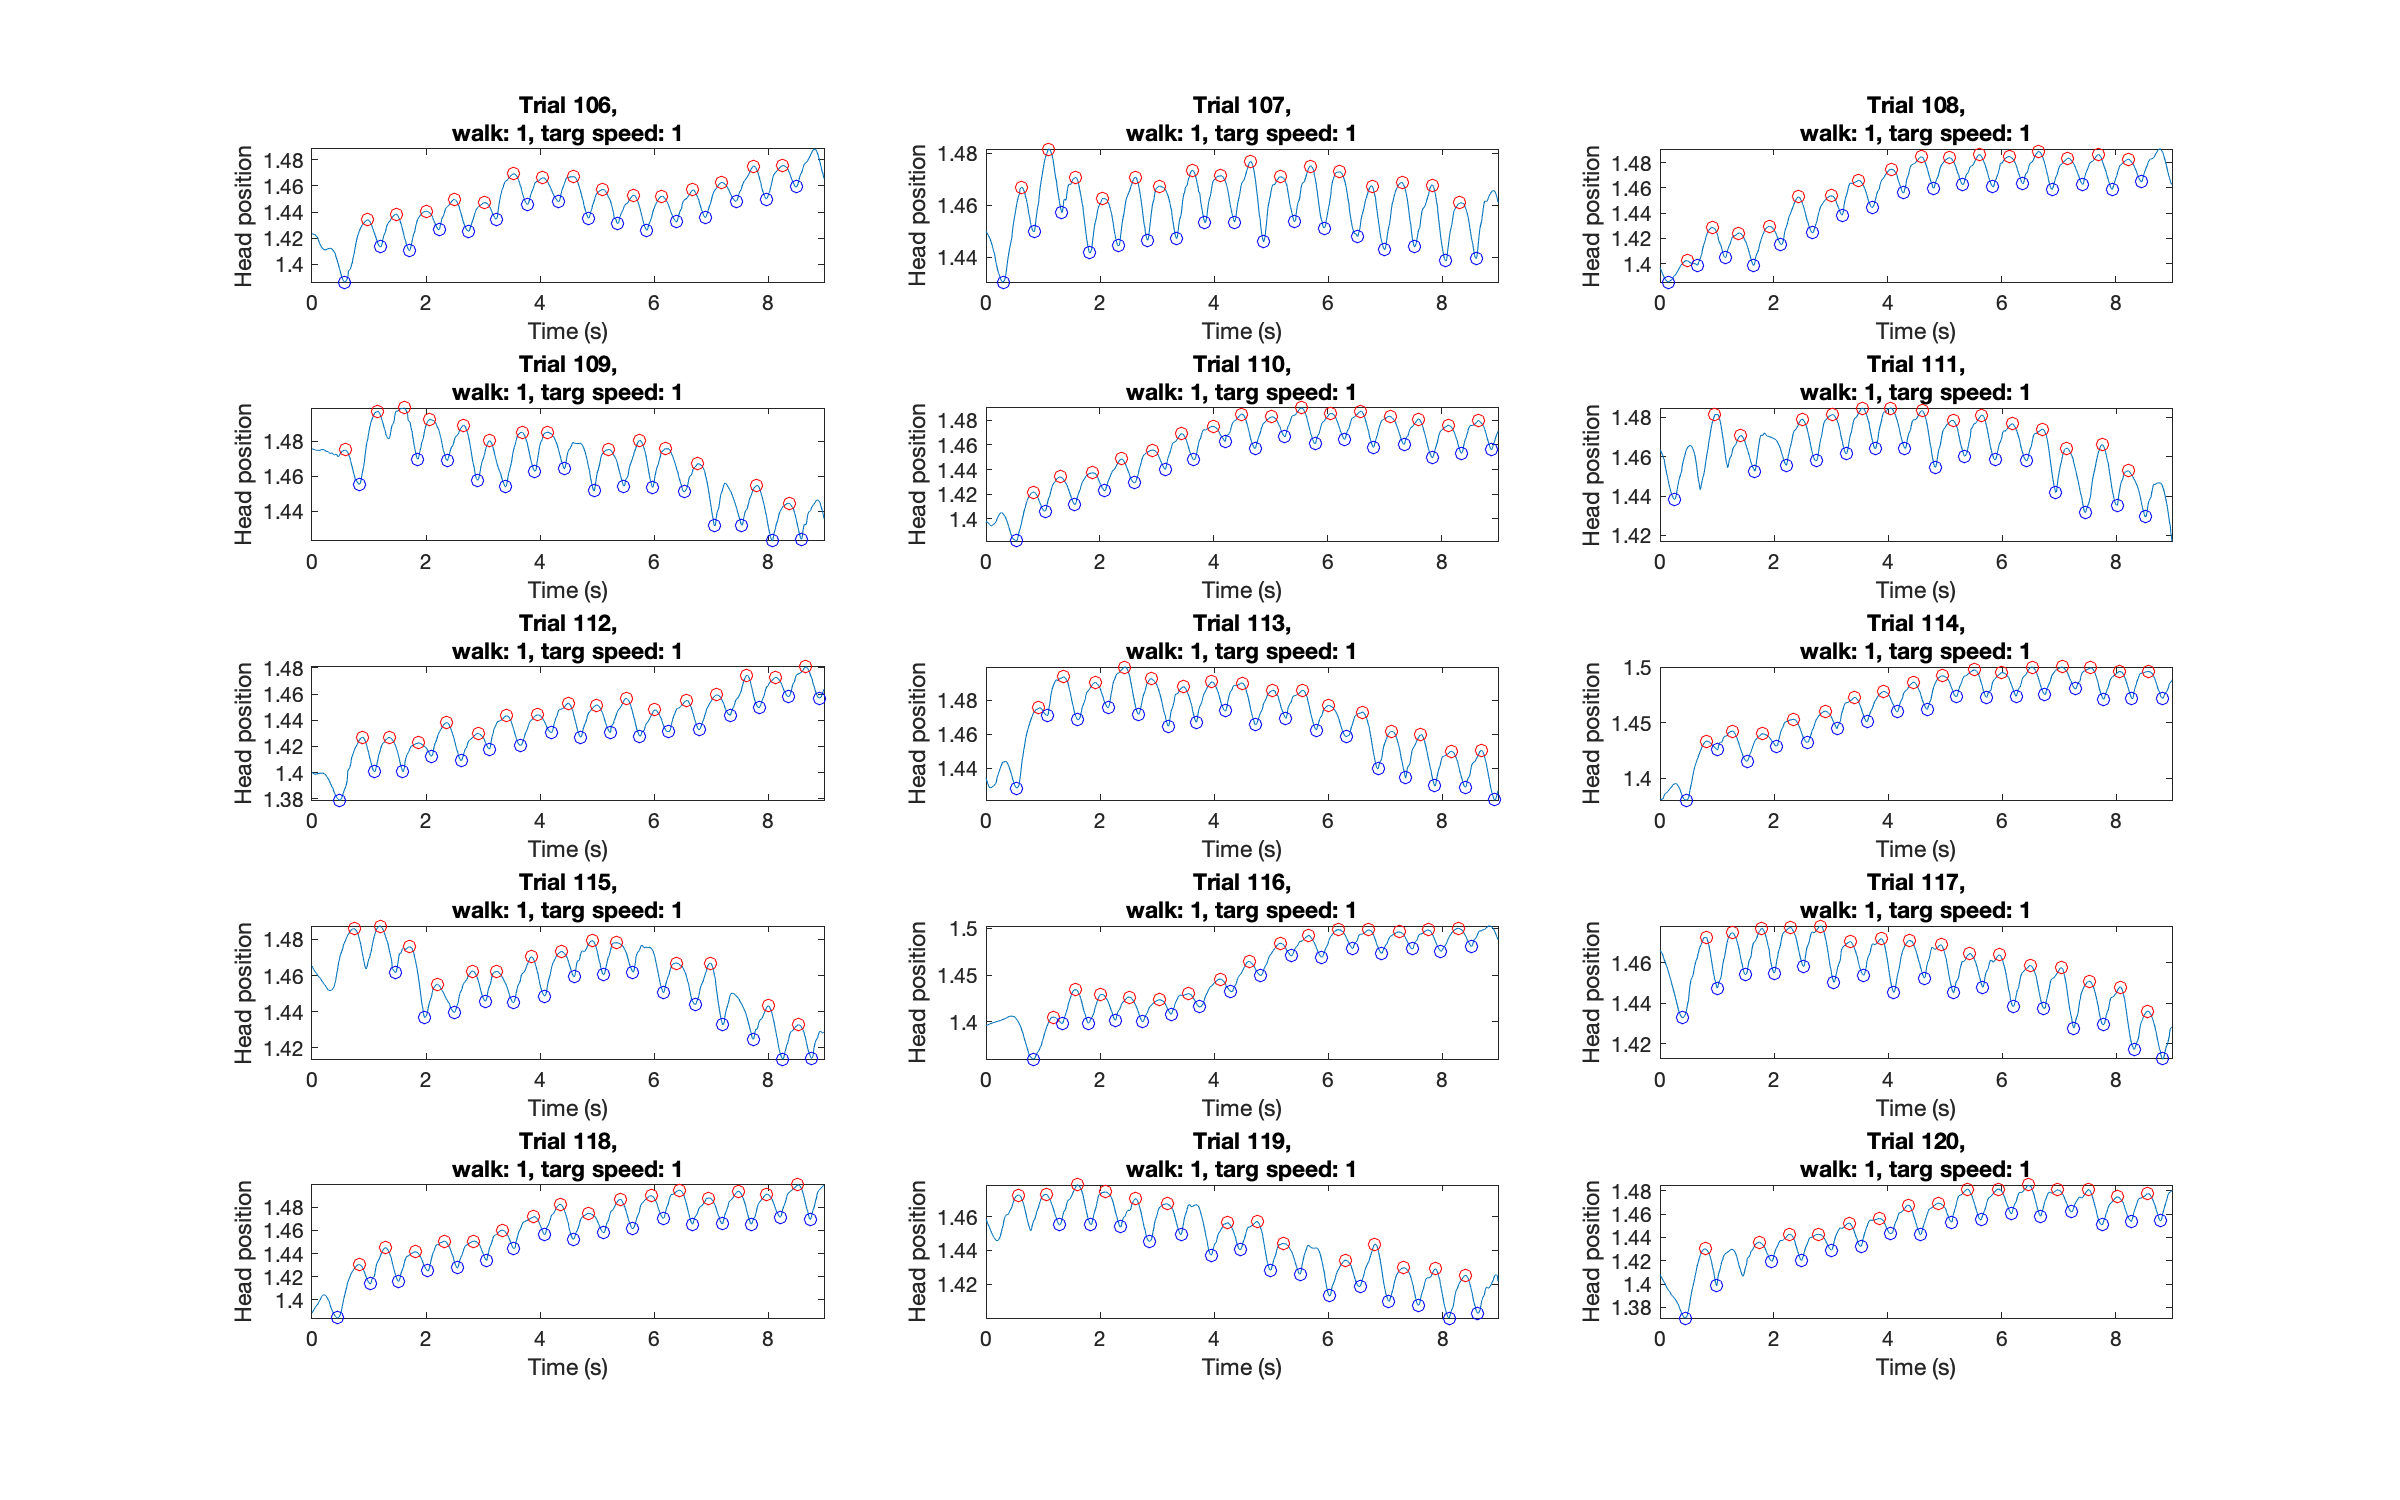 Trial 106,
walk: 1, targ speed: 1
Head position
1.48
1.46
1.44
1.42
1.4
0 2 4 6 8
Time (s)
Trial 107,
walk: 1, targ speed: 1
Head position
1.48
1.46
1.44
0 2 4 6 8
Time (s)
Trial 108,
walk: 1, targ speed: 1
Head position
1.48
1.46
1.44
1.42
1.4
0 2 4 6 8
Time (s)
Trial 109,
walk: 1, targ speed: 1
Head position
1.48
1.46
1.44
0 2 4 6 8
Time (s)
Trial 110,
walk: 1, targ speed: 1
Head position
1.48
1.46
1.44
1.42
1.4
0 2 4 6 8
Time (s)
Trial 111,
walk: 1, targ speed: 1
Head position
1.48
1.46
1.44
1.42
0 2 4 6 8
Time (s)
Trial 112,
walk: 1, targ speed: 1
Head position
1.48
1.46
1.44
1.42
1.4
1.38
0 2 4 6 8
Time (s)
Trial 113,
walk: 1, targ speed: 1
Head position
1.48
1.46
1.44
0 2 4 6 8
Time (s)
Trial 114,
walk: 1, targ speed: 1
Head position
1.5
1.45
1.4
0 2 4 6 8
Time (s)
Trial 115,
walk: 1, targ speed: 1
Head position
1.48
1.46
1.44
1.42
0 2 4 6 8
Time (s)
Trial 116,
walk: 1, targ speed: 1
Head position
1.5
1.45
1.4
0 2 4 6 8
Time (s)
Trial 117,
walk: 1, targ speed: 1
Head position
1.46
1.44
1.42
0 2 4 6 8
Time (s)
Trial 118,
walk: 1, targ speed: 1
Head position
1.48
1.46
1.44
1.42
1.4
0 2 4 6 8
Time (s)
Trial 119,
walk: 1, targ speed: 1
Head position
1.46
1.44
1.42
0 2 4 6 8
Time (s)
Trial 120,
walk: 1, targ speed: 1
Head position
1.48
1.46
1.44
1.42
1.4
1.38
0 2 4 6 8
Time (s)